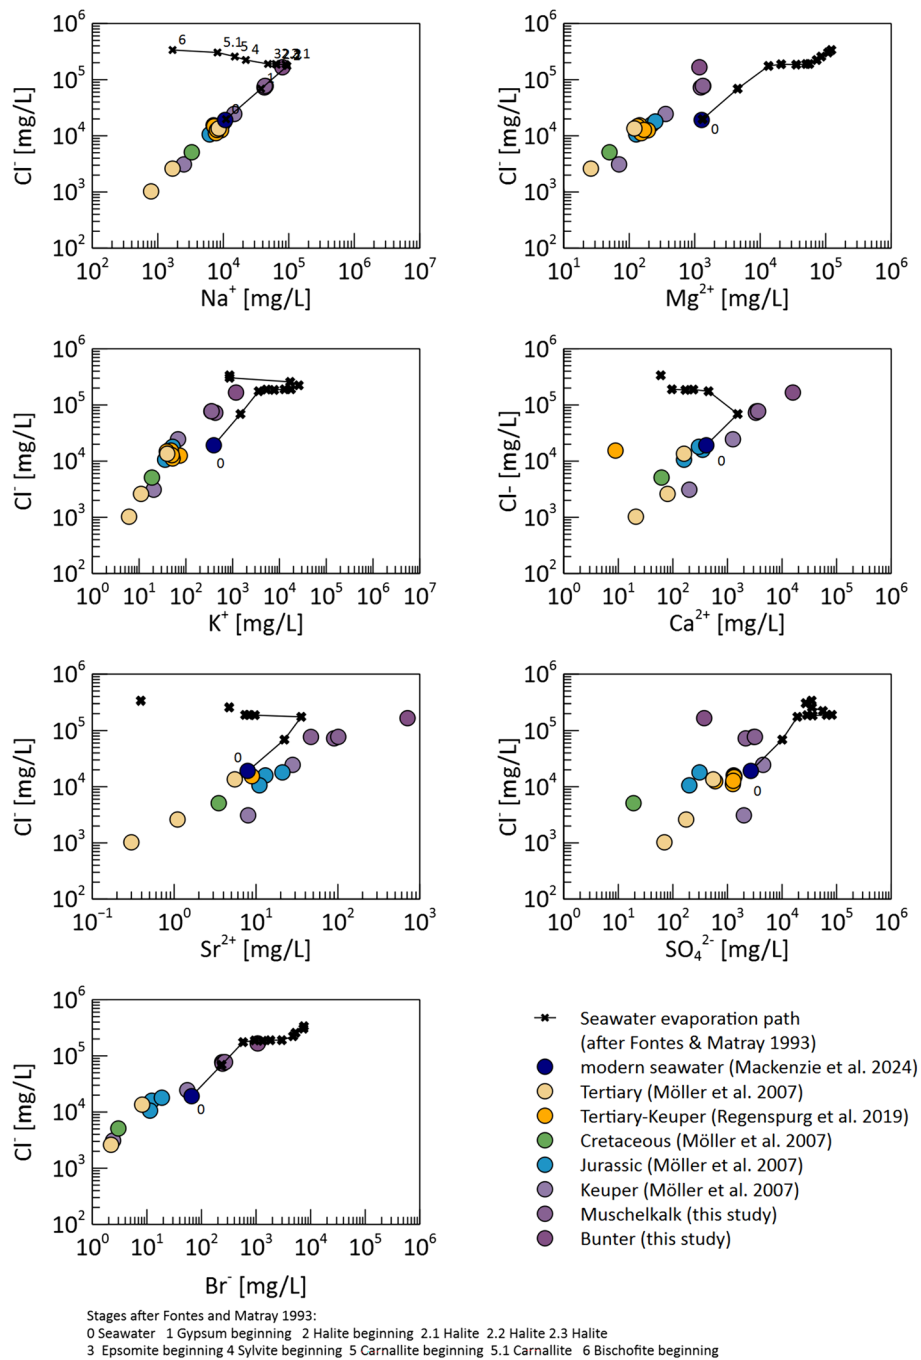 10⁶
10⁵
10⁴
10³
10²
Cl⁻ [mg/L]
6
5.1
5
4
3
2.2
2.1
1
0
10² 10³ 10⁴ 10⁵ 10⁶ 10⁷
Na⁺ [mg/L]
10⁶
10⁵
10⁴
10³
10²
Cl⁻ [mg/L]
0
10¹ 10² 10³ 10⁴ 10⁵ 10⁶
Mg²⁺ [mg/L]
10⁶
10⁵
10⁴
10³
10²
Cl⁻ [mg/L]
0
10⁰ 10¹ 10² 10³ 10⁴ 10⁵ 10⁶ 10⁷
K⁺ [mg/L]
10⁶
10⁵
10⁴
10³
10²
Cl- [mg/L]
0
10⁰ 10¹ 10² 10³ 10⁴ 10⁵
Ca²⁺ [mg/L]
10⁶
10⁵
10⁴
10³
10²
Cl⁻ [mg/L]
0
10⁻¹ 10⁰ 10¹ 10² 10³
Sr²⁺ [mg/L]
10⁶
10⁵
10⁴
10³
10²
Cl⁻ [mg/L]
0
10⁰ 10¹ 10² 10³ 10⁴ 10⁵ 10⁶
SO₄²⁻ [mg/L]
10⁶
10⁵
10⁴
10³
10²
Cl⁻ [mg/L]
0
10⁰ 10¹ 10² 10³ 10⁴ 10⁵ 10⁶
Br⁻ [mg/L]
Seawater evaporation path
(after Fontes & Matray 1993)
modern seawater (Mackenzie et al. 2024)
Tertiary (Möller et al. 2007)
Tertiary-Keuper (Regenspurg et al. 2019)
Cretaceous (Möller et al. 2007)
Jurassic (Möller et al. 2007)
Keuper (Möller et al. 2007)
Muschelkalk (this study)
Bunter (this study)
Stages after Fontes and Matray 1993:
0 Seawater 1 Gypsum beginning 2 Halite beginning 2.1 Halite 2.2 Halite 2.3 Halite
3 Epsomite beginning 4 Sylvite beginning 5 Carnallite beginning 5.1 Carnallite 6 Bischofite beginning